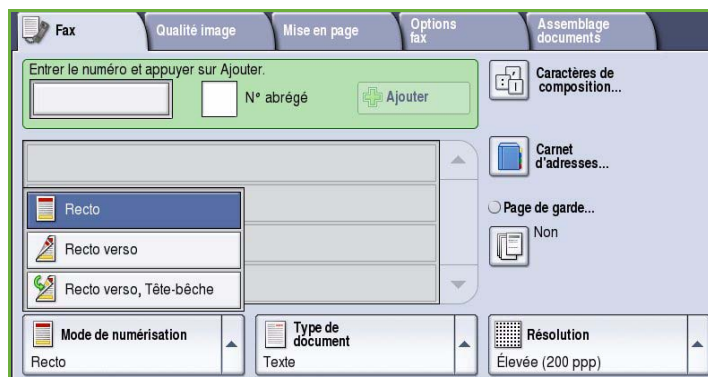 Fax
Qualité image
Mise en page
Options
fax
Assemblage
documents
Entrer le numéro et appuyer sur Ajouter.
N° abrégé
Ajouter
Caractères de
composition...
Carnet
d'adresses...
Page de garde...
Non
Recto
Recto verso
Recto verso, Tête-bêche
Mode de numérisation
Recto
Type de
document
Texte
Résolution
Élevée (200 ppp)